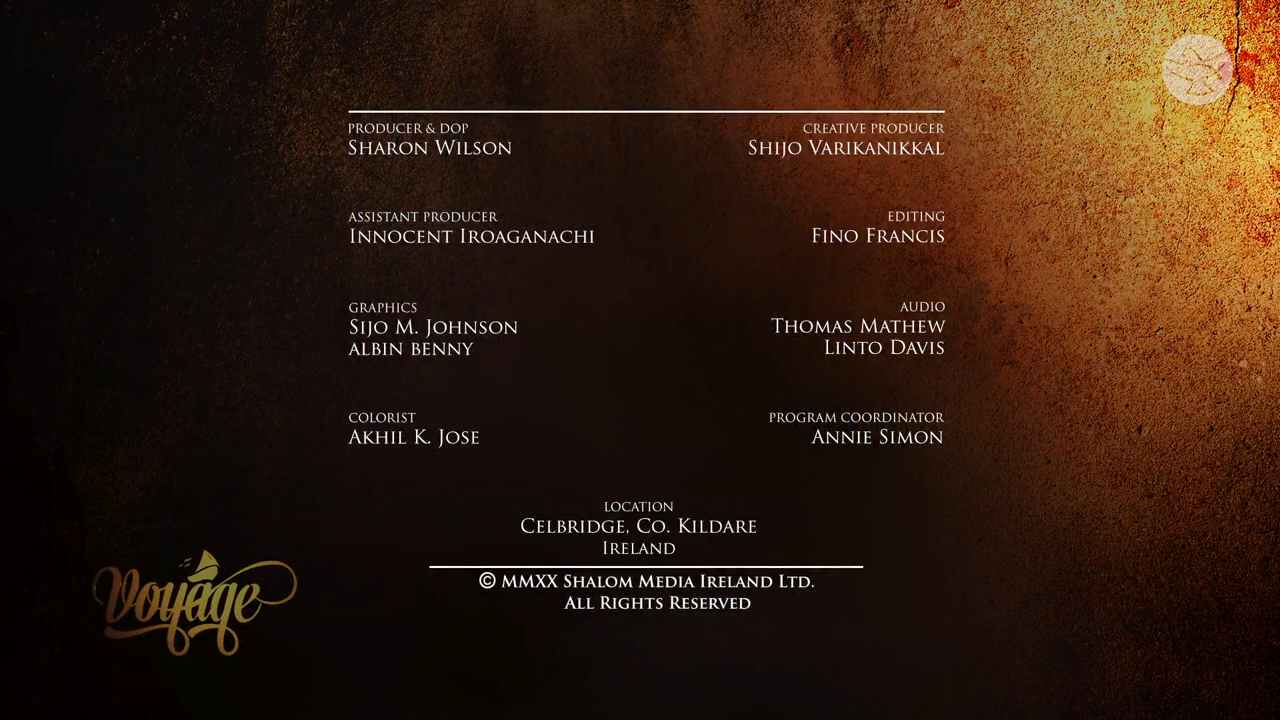 PRODUCER & DOP
SHARON WILSON
CREATIVE PRODUCER
SHIJO VARIKANIKKAL
ASSISTANT PRODUCER
INNOCENT IROAGANACHI
EDITING
FINO FRANCIS
GRAPHICS
SIJO M. JOHNSON
ALBIN BENNY
AUDIO
THOMAS MATHEW
LINTO DAVIS
COLORIST
AKHIL K. JOSE
PROGRAM COORDINATOR
ANNIE SIMON
LOCATION
CELBRIDGE, CO. KILDARE
IRELAND
© MMXX SHALOM MEDIA IRELAND LTD.
ALL RIGHTS RESERVED
Voyage